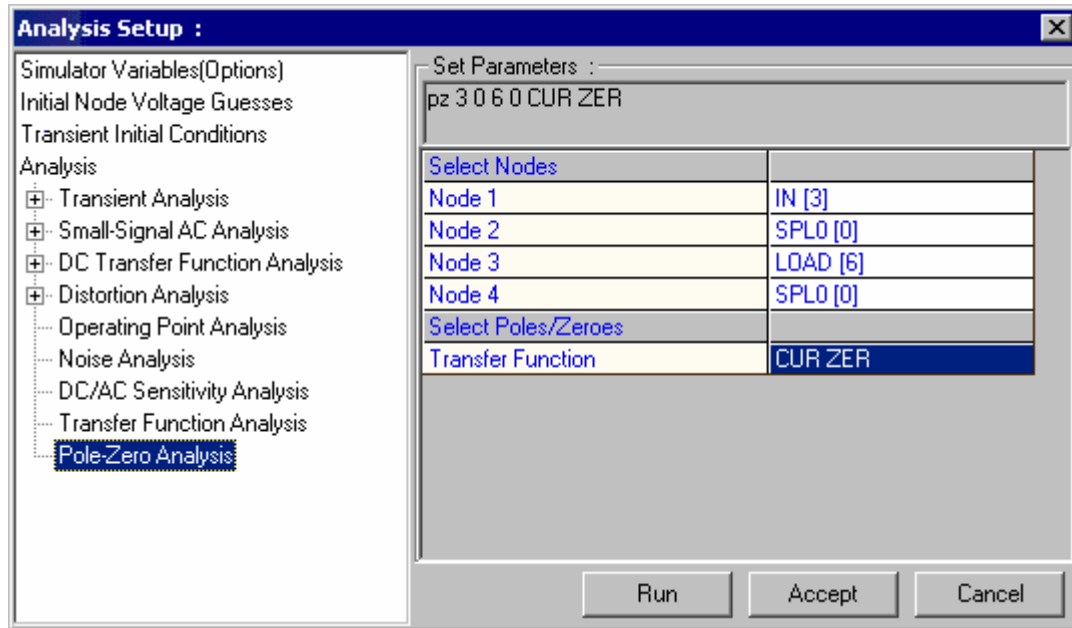 Analysis Setup :
Simulator Variables(Options)
Initial Node Voltage Guesses
Transient Initial Conditions
Analysis
Transient Analysis
Small-Signal AC Analysis
DC Transfer Function Analysis
Distortion Analysis
Operating Point Analysis
Noise Analysis
DC/AC Sensitivity Analysis
Transfer Function Analysis
Pole-Zero Analysis
Set Parameters :
pz 3 0 6 0 CUR ZER
Select Nodes
Node 1 IN [3]
Node 2 SPL0 [0]
Node 3 LOAD [6]
Node 4 SPL0 [0]
Select Poles/Zeroes
Transfer Function CUR ZER
Run Accept Cancel